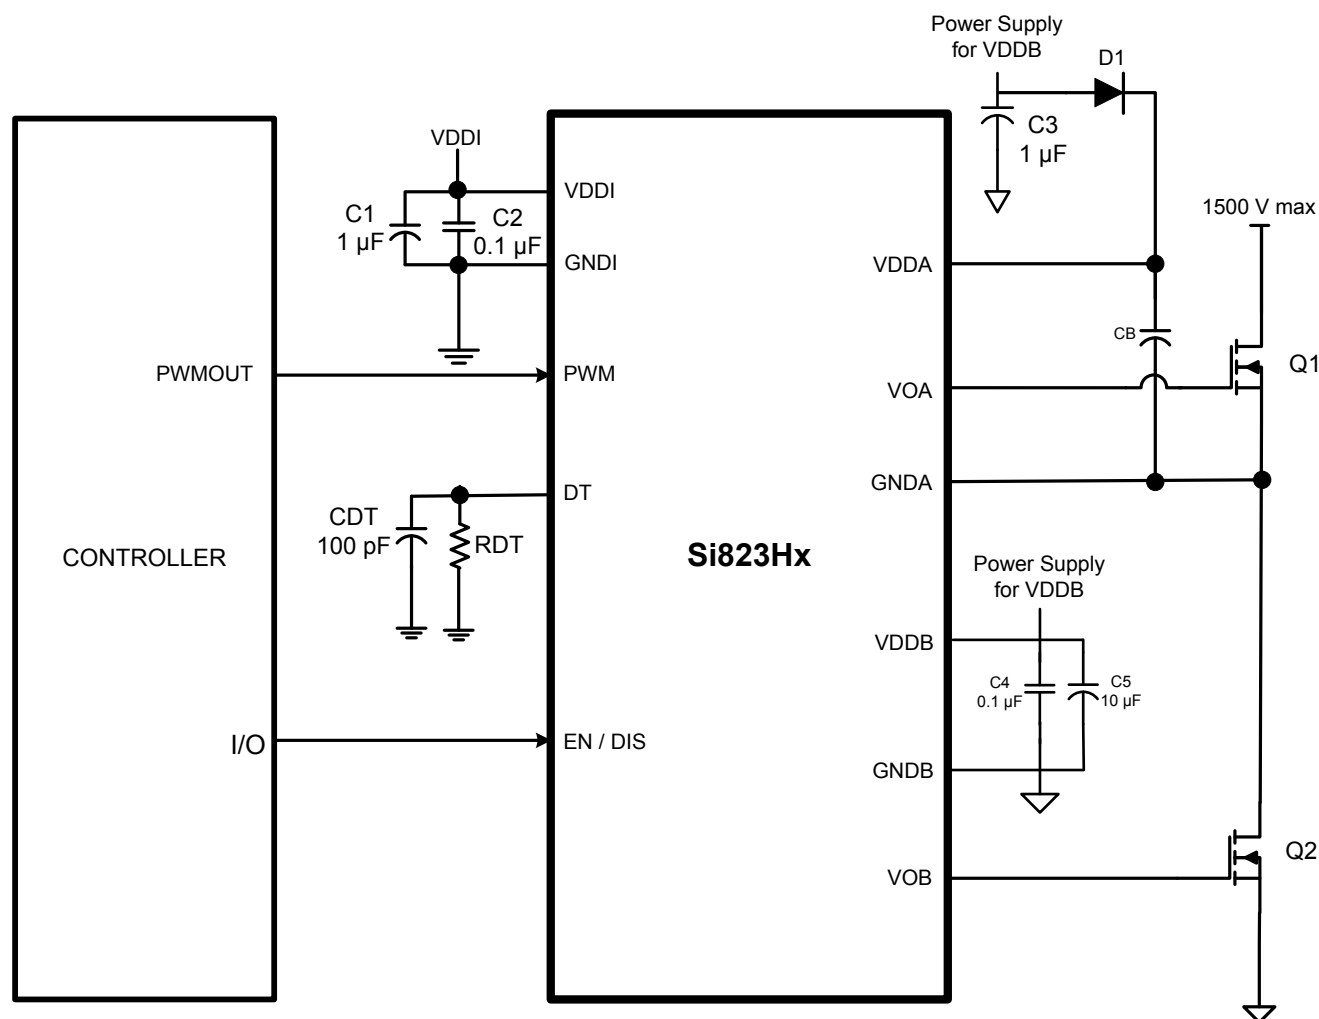 Power Supply
for VDDB
D1
C3
1 µF
VDDI
VDDI
C1
1 µF
C2
0.1 µF
GNDI
1500 V max
VDDA
CB
PWMOUT
PWM
VOA
Q1
DT
GNDA
CDT
100 pF
RDT
CONTROLLER
Si823Hx
Power Supply
for VDDB
VDDB
C4
0.1 µF
C5
10 µF
I/O
EN / DIS
GNDB
VOB
Q2